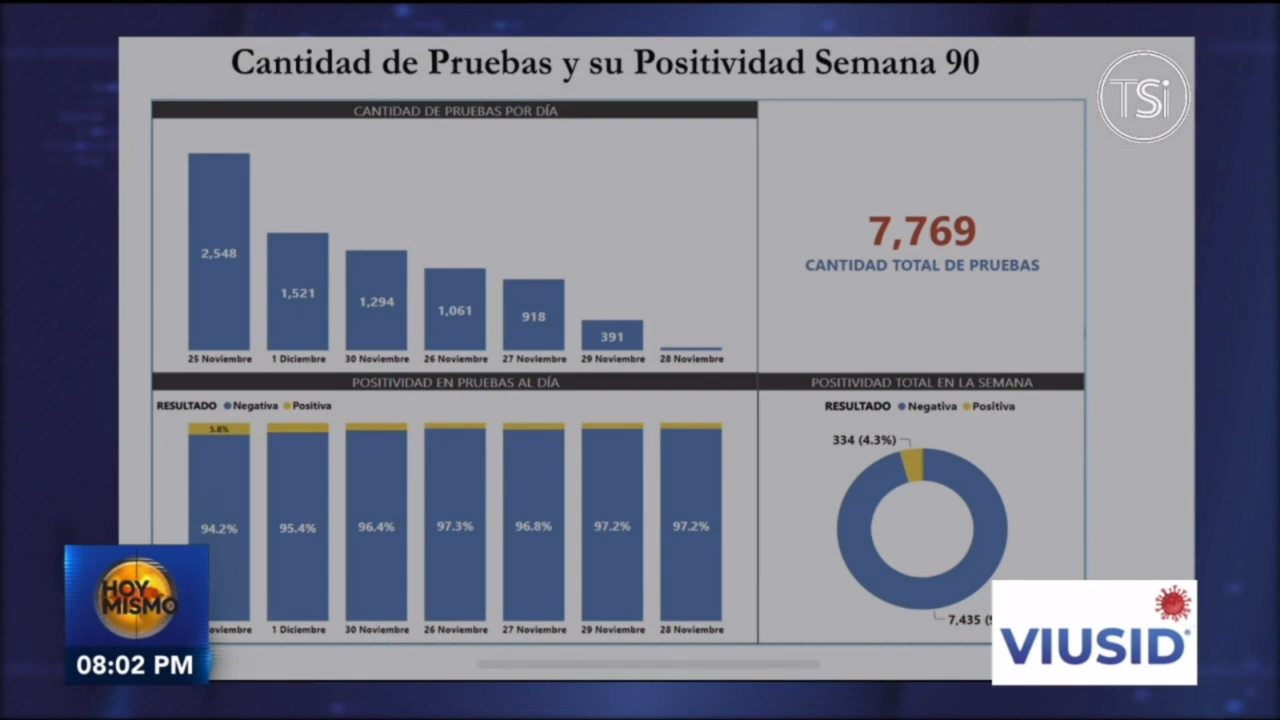 Cantidad de Pruebas y su Positividad Semana 90
TSi
CANTIDAD DE PRUEBAS POR DÍA
2,548
1,521
1,294
1,061
918
391
25 Noviembre 1 Diciembre 30 Noviembre 26 Noviembre 27 Noviembre 29 Noviembre 28 Noviembre
7,769
CANTIDAD TOTAL DE PRUEBAS
POSITIVIDAD EN PRUEBAS AL DÍA
RESULTADO Negativa Positiva
5.8%
94.2% 95.4% 96.4% 97.3% 96.8% 97.2% 97.2%
oviembre 1 Diciembre 30 Noviembre 26 Noviembre 27 Noviembre 29 Noviembre 28 Noviembre
POSITIVIDAD TOTAL EN LA SEMANA
RESULTADO Negativa Positiva
334 (4.3%)
7,435
HOY
MISMO
08:02 PM
VIUSID